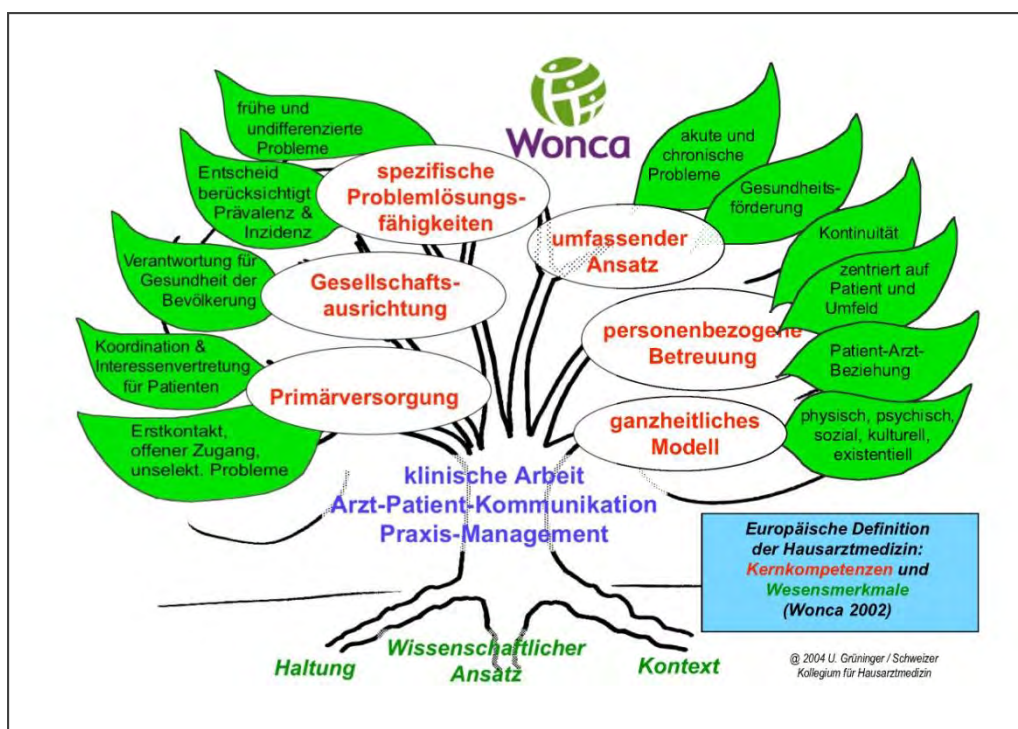 Wonca
frühe und
undifferenzierte
Probleme
Entscheid
berücksichtigt
Prävalenz &
Inzidenz
Verantwortung für
Gesundheit der
Bevölkerung
Koordination &
Interessenvertretung
für Patienten
Erstkontakt,
offener Zugang,
unselekt. Probleme
spezifische
Problemlösungs-
fähigkeiten
Gesellschafts-
ausrichtung
Primärversorgung
umfassender
Ansatz
personenbezogene
Betreuung
ganzheitliches
Modell
akute und
chronische
Probleme
Gesundheits-
förderung
Kontinuität
zentriert auf
Patient und
Umfeld
Patient-Arzt-
Beziehung
physisch, psychisch,
sozial, kulturell,
existentiell
klinische Arbeit
Arzt-Patient-Kommunikation
Praxis-Management
Haltung
Wissenschaftlicher
Ansatz
Kontext
Europäische Definition
der Hausarztmedizin:
Kernkompetenzen und
Wesensmerkmale
(Wonca 2002)
@ 2004 U. Grüninger / Schweizer
Kollegium für Hausarztmedizin